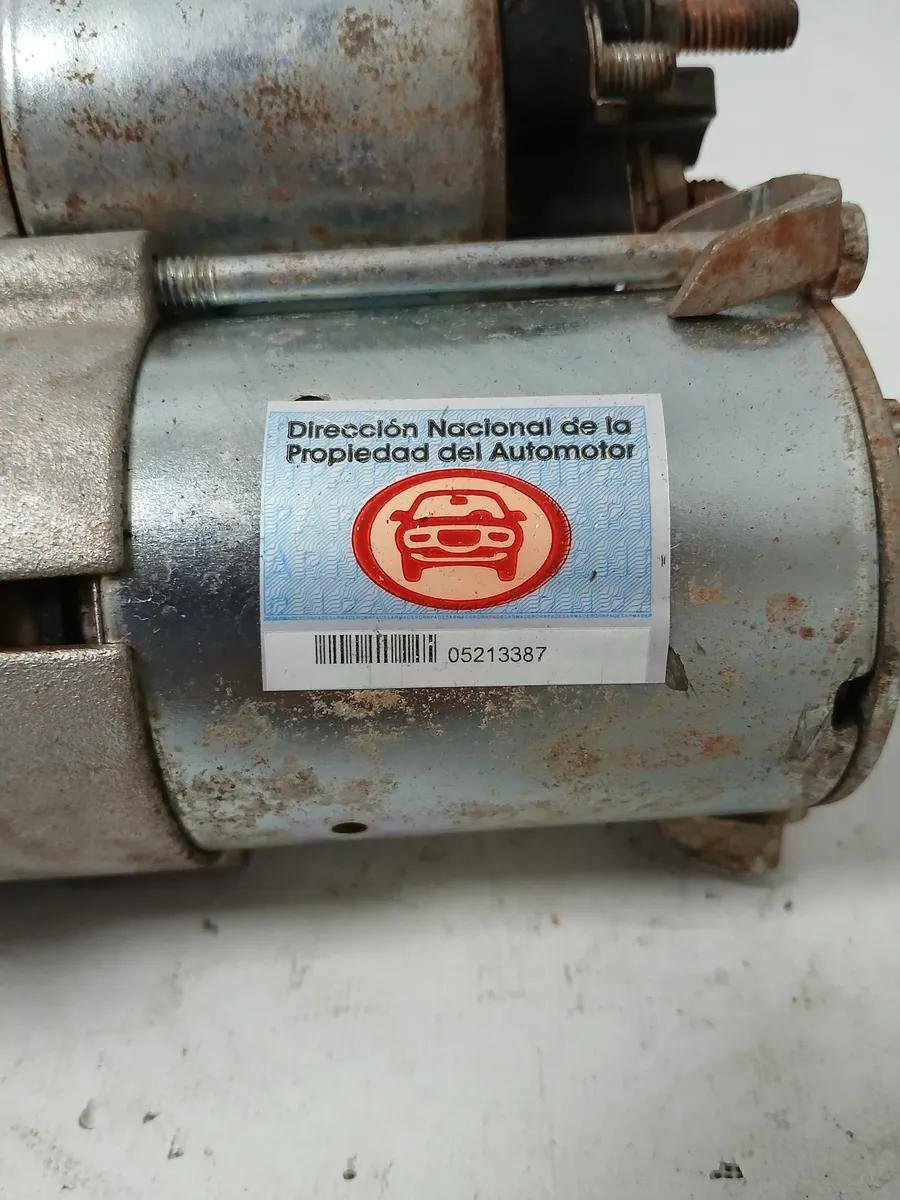 Dirección Nacional de la
Propiedad del Automotor
05213387